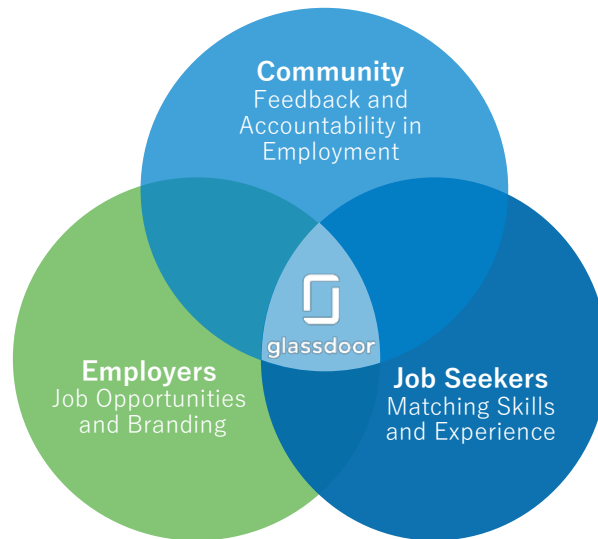 Community
Feedback and
Accountability in
Employment
glassdoor
Employers
Job Opportunities
and Branding
Job Seekers
Matching Skills
and Experience